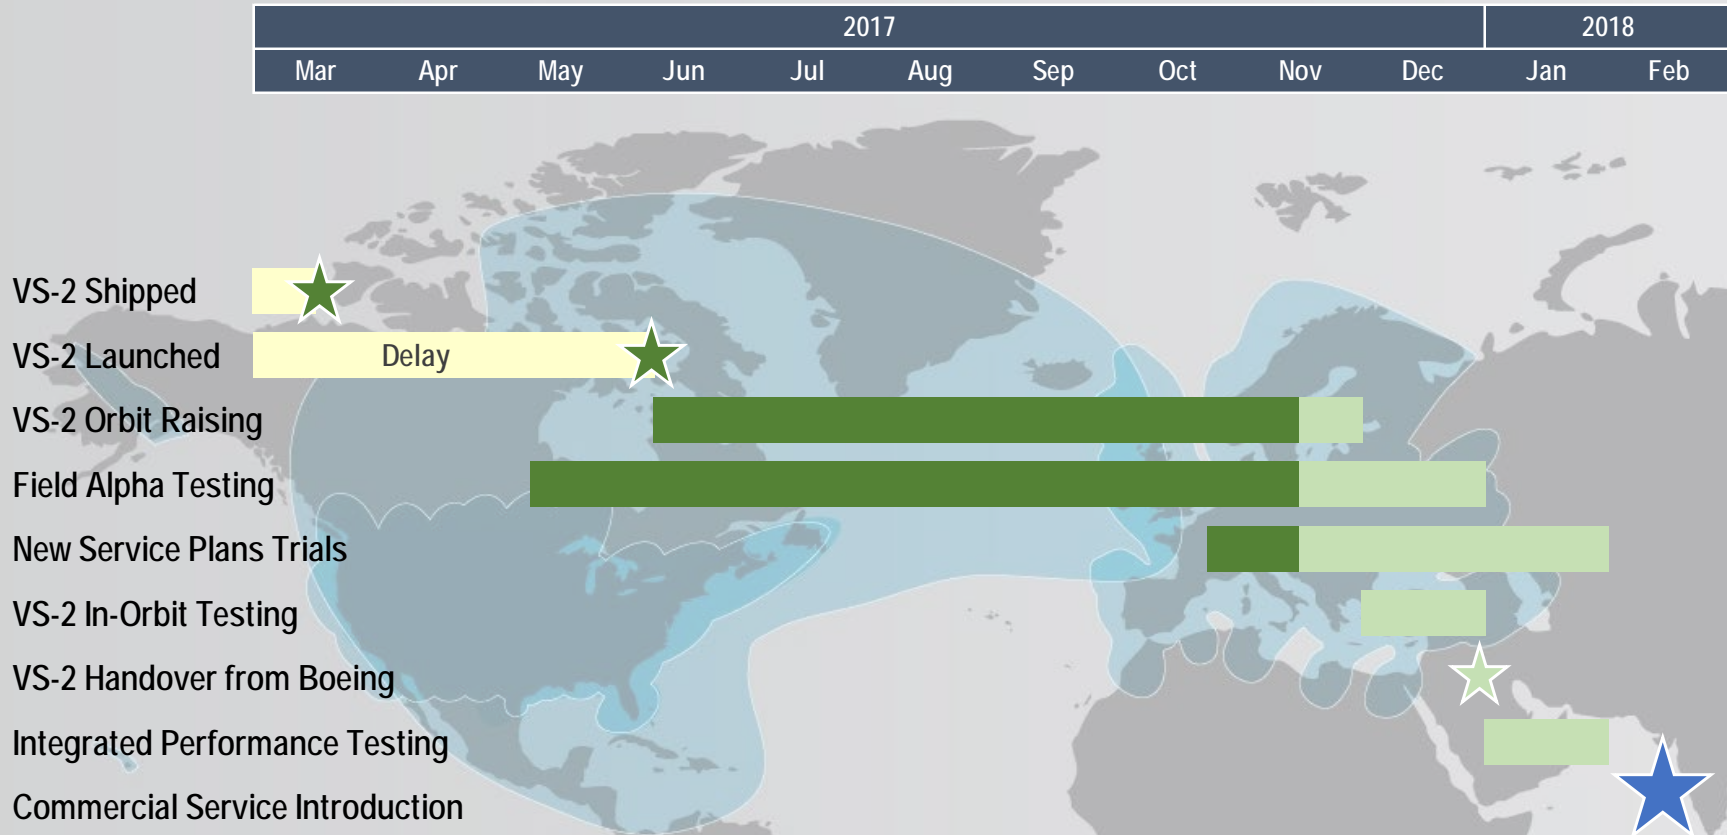 2017 2018
Mar Apr May Jun Jul Aug Sep Oct Nov Dec Jan Feb
VS-2 Shipped
VS-2 Launched Delay
VS-2 Orbit Raising
Field Alpha Testing
New Service Plans Trials
VS-2 In-Orbit Testing
VS-2 Handover from Boeing
Integrated Performance Testing
Commercial Service Introduction